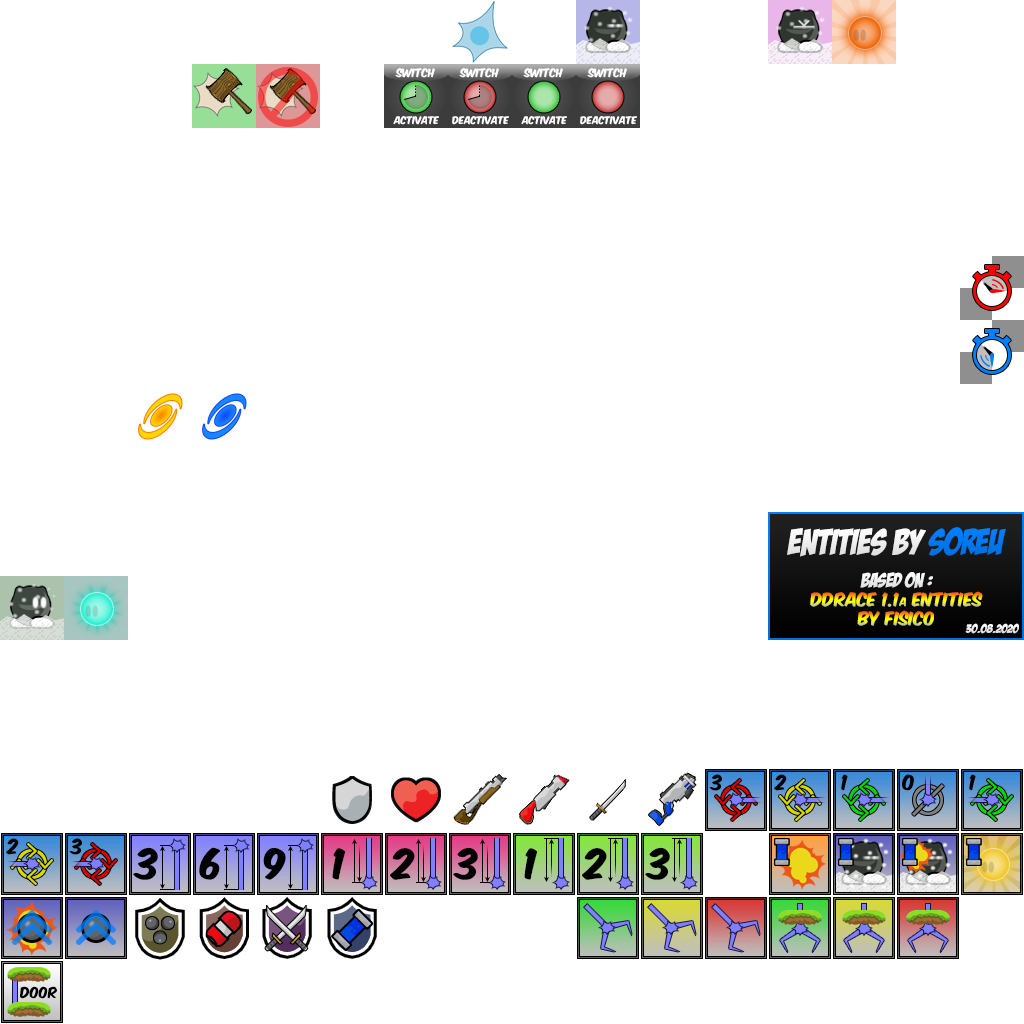 SWITCH SWITCH SWITCH SWITCH
ACTIVATE DEACTIVATE ACTIVATE DEACTIVATE
ENTITIES BY SOREU
BASED ON :
DDRACE 1.1A ENTITIES
BY FISICO
30.08.2020
3 2 1 0 1
2 3 3 6 9 1 2 3 1 2 3
DOOR